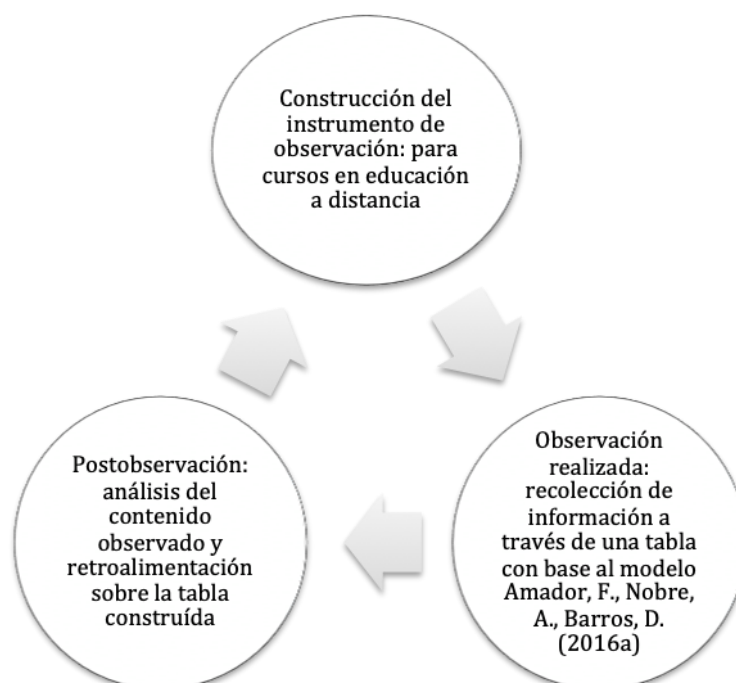 Construcción del
instrumento de
observación: para
cursos en educación
a distancia
Observación
realizada:
recolección de
información a
través de una tabla
con base al modelo
Amador, F., Nobre,
A., Barros, D.
(2016a)
Postobservación:
análisis del
contenido
observado y
retroalimentación
sobre la tabla
construída